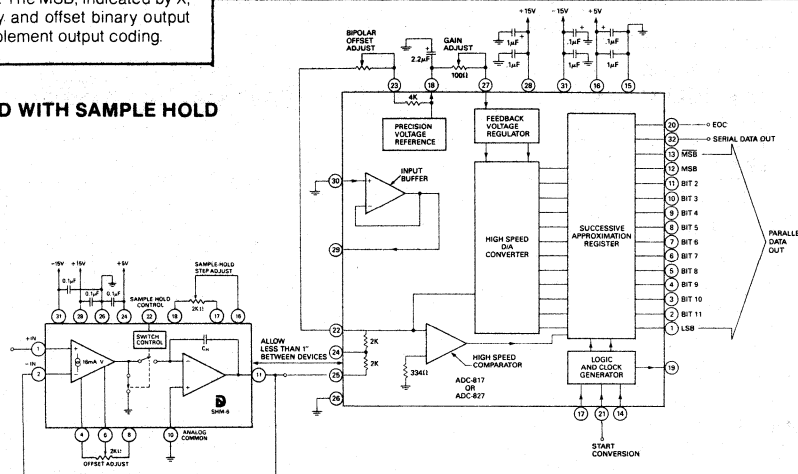 . The MSB, indicated by X,
y and offset binary output
plement output coding.
D WITH SAMPLE HOLD
+15V
-15V
+5V
BIPOLAR
OFFSET
ADJUST
GAIN
ADJUST
2.2µF
100Ω
1µF
.1µF
.1µF
1µF
.1µF
1µF
23
18
27
28
31
16
15
4K
PRECISION
VOLTAGE
REFERENCE
FEEDBACK
VOLTAGE
REGULATOR
20 EOC
32 SERIAL DATA OUT
13 MSB
12 MSB
11 BIT 2
10 BIT 3
9 BIT 4
8 BIT 5
7 BIT 6
6 BIT 7
5 BIT 8
4 BIT 9
3 BIT 10
2 BIT 11
1 LSB
PARALLE
DATA
OUT
30
INPUT
BUFFER
29
HIGH SPEED
D/A
CONVERTER
SUCCESSIVE
APPROXIMATION
REGISTER
-15V
+15V
+5V
SAMPLE-HOLD
STEP ADJUST
0.1µF
0.1µF
0.1µF
SAMPLE HOLD
CONTROL
2KΩ
31
28
26
24
22
18
17
16
SWITCH
CONTROL
CH
+IN 1
-IN 2
16mA V
11
SHM-6
4
6
8
10
ANALOG
COMMON
2KΩ
OFFSET ADJUST
ALLOW
LESS THAN 1"
BETWEEN DEVICES
22
24
25
26
2K
2K
334Ω
HIGH SPEED
COMPARATOR
ADC-817
OR
ADC-827
LOGIC
AND CLOCK
GENERATOR
19
17
21
14
START
CONVERSION